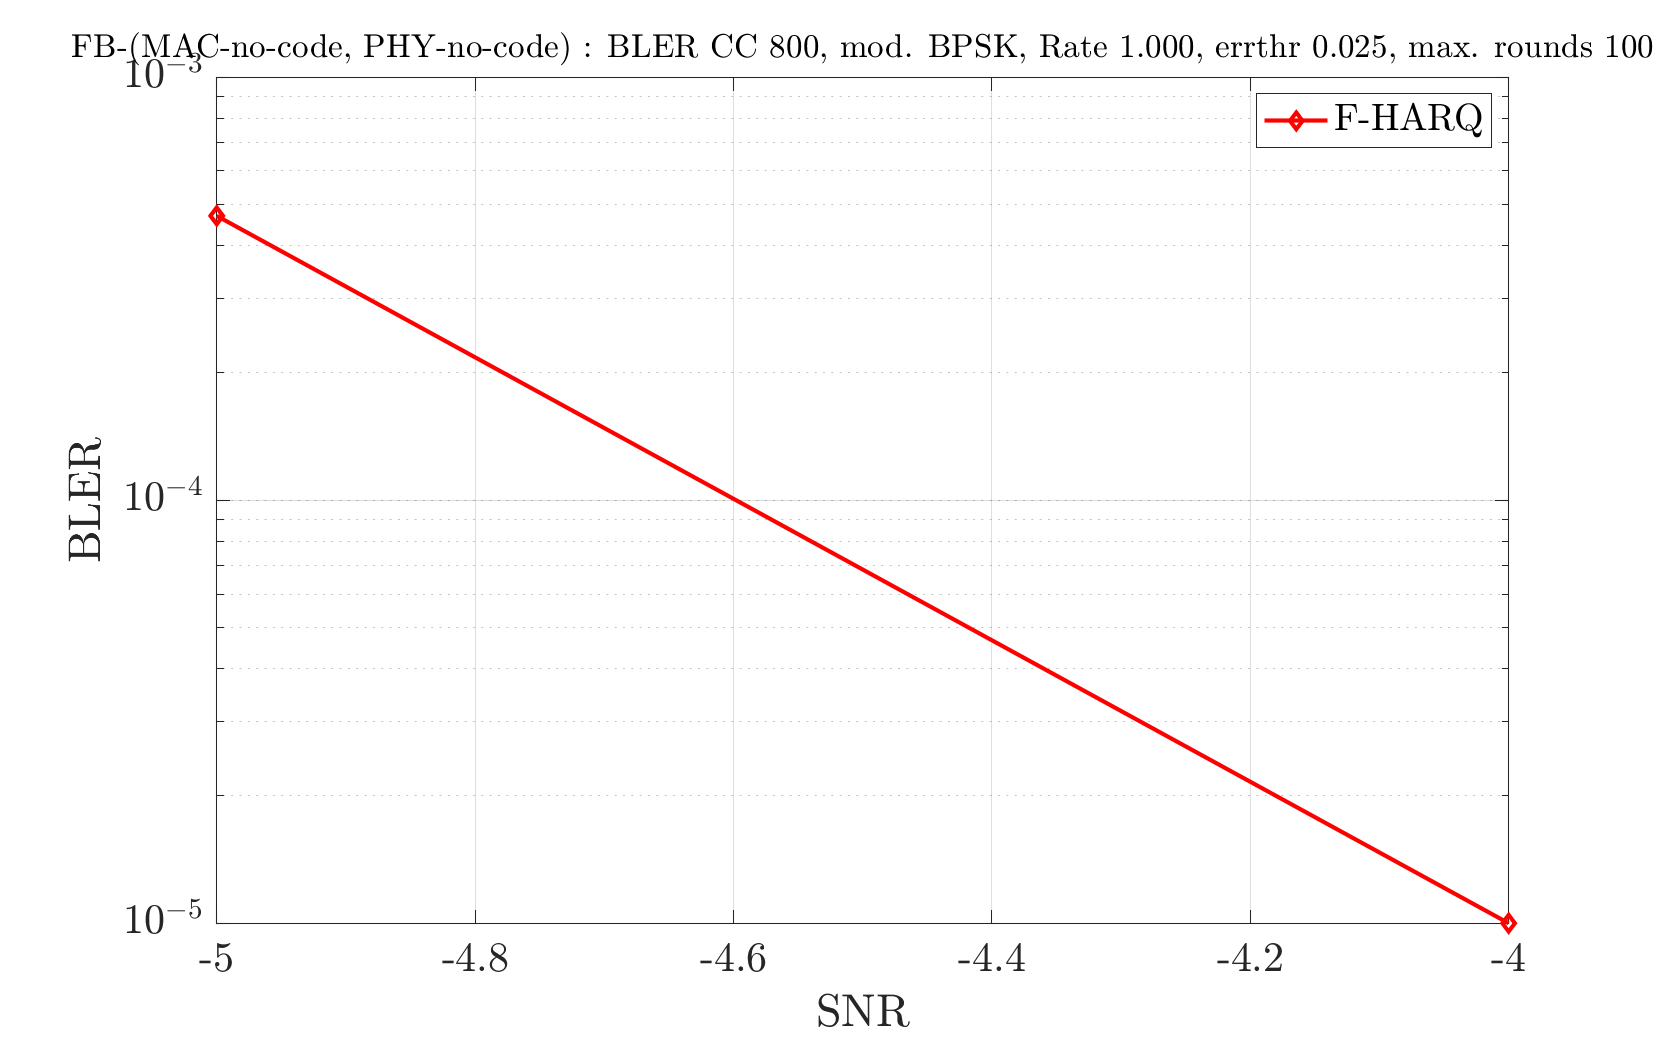 FB-(MAC-no-code, PHY-no-code) : BLER CC 800, mod. BPSK, Rate 1.000, errthr 0.025, max. rounds 100
10⁻³
F-HARQ
BLER
10⁻⁴
10⁻⁵
-5 -4.8 -4.6 -4.4 -4.2 -4
SNR